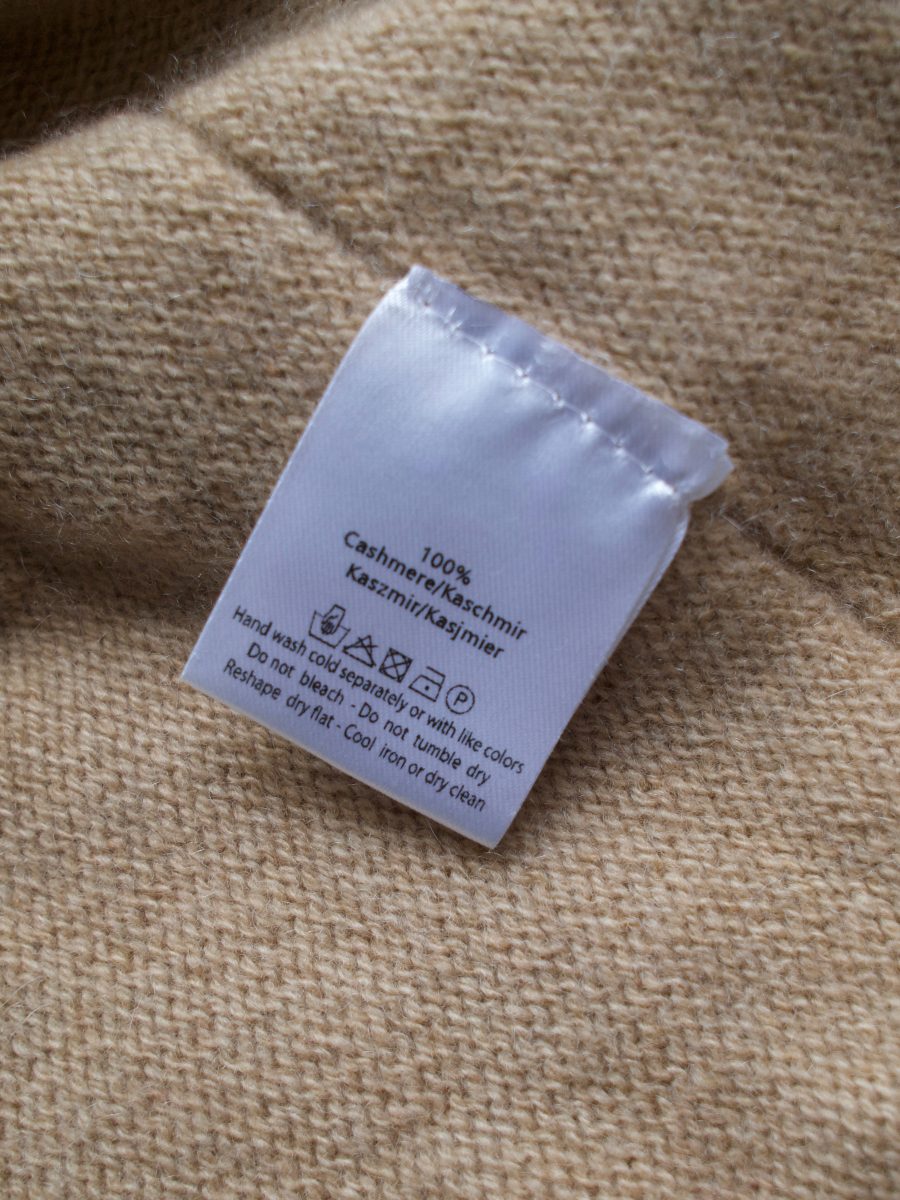 100%
Cashmere/Kaschmir
Kaszmir/Kasjmier
P
Hand wash cold separately or with like colors
Do not bleach - Do not tumble dry
Reshape dry flat - Cool iron or dry clean